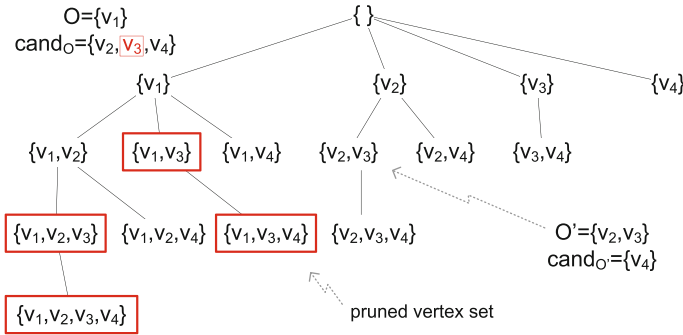 O={v₁}
{ }
cand_O={v₂,v₃,v₄}
{v₁}
{v₂}
{v₃}
{v₄}
{v₁,v₂}
{v₁,v₃}
{v₁,v₄}
{v₂,v₃}
{v₂,v₄}
{v₃,v₄}
{v₁,v₂,v₃}
{v₁,v₂,v₄}
{v₁,v₃,v₄}
{v₂,v₃,v₄}
O'={v₂,v₃}
cand_O'={v₄}
{v₁,v₂,v₃,v₄}
pruned vertex set